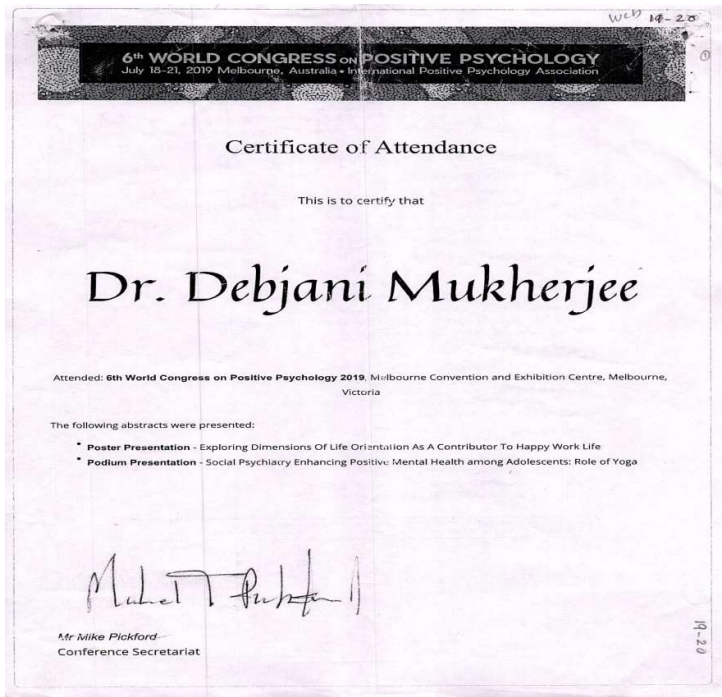 Web 19-20
6th WORLD CONGRESS ON POSITIVE PSYCHOLOGY
July 18-21, 2019 Melbourne, Australia • International Positive Psychology Association
Certificate of Attendance
This is to certify that
Dr. Debjani Mukherjee
Attended: 6th World Congress on Positive Psychology 2019, Melbourne Convention and Exhibition Centre, Melbourne,
Victoria
The following abstracts were presented:
• Poster Presentation - Exploring Dimensions Of Life Orientation As A Contributor To Happy Work Life
• Podium Presentation - Social Psychiatry Enhancing Positive Mental Health among Adolescents: Role of Yoga
Mr Mike Pickford
Conference Secretariat
19-20